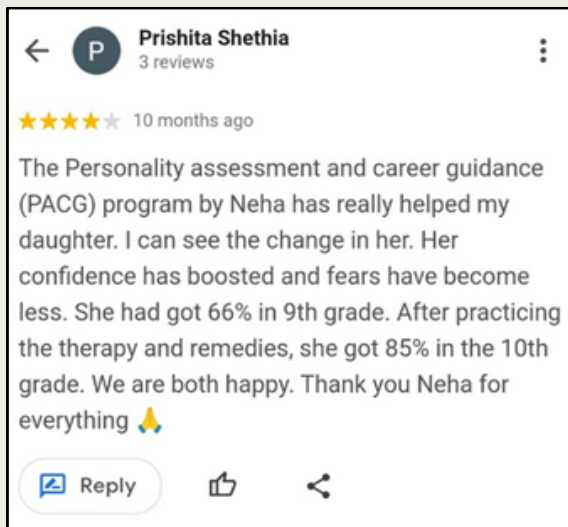 Prishita Shethia
3 reviews
10 months ago
The Personality assessment and career guidance
(PACG) program by Neha has really helped my
daughter. I can see the change in her. Her
confidence has boosted and fears have become
less. She had got 66% in 9th grade. After practicing
the therapy and remedies, she got 85% in the 10th
grade. We are both happy. Thank you Neha for
everything 🙏
Reply